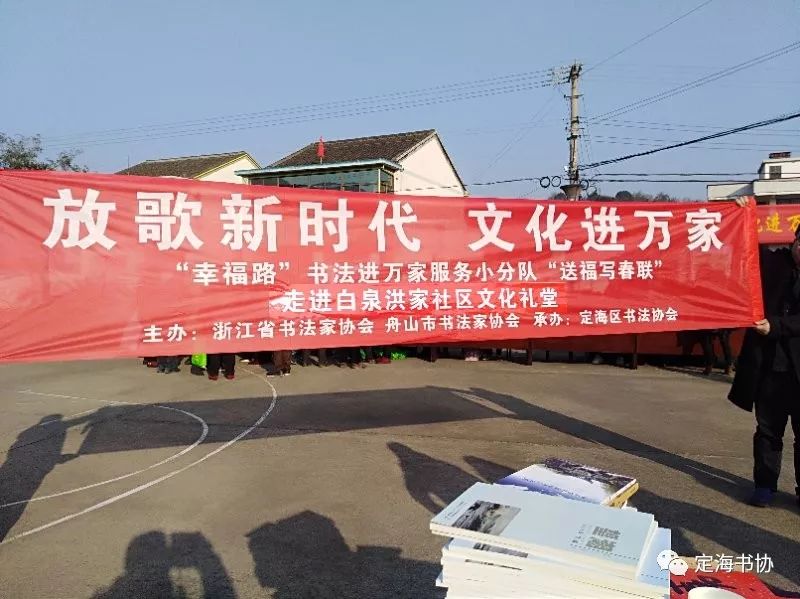 放歌新时代 文化进万家
“幸福路”书法进万家服务小分队“送福写春联”
走进白泉洪家社区文化礼堂
主办：浙江省书法家协会 舟山市书法家协会 承办：定海区书法协会
化进万
定海书协